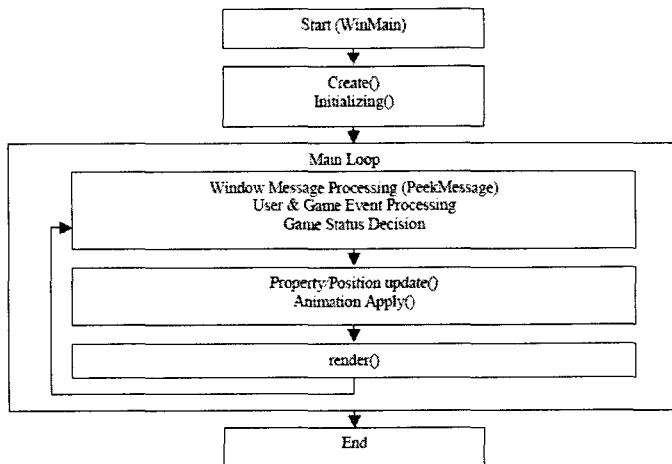 Start (WinMain)
Create()
Initializing()
Main Loop
Window Message Processing (PeekMessage)
User & Game Event Processing
Game Status Decision
Property/Position update()
Animation Apply()
render()
End